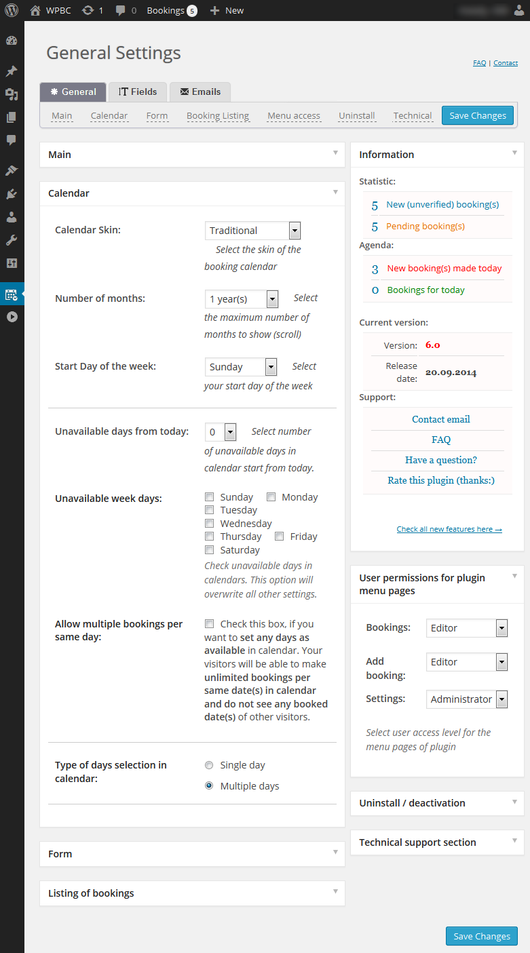 WPBC 1 0 Bookings 5 + New
General Settings
FAQ | Contact
General Fields Emails
Main Calendar Form Booking Listing Menu access Uninstall Technical Save Changes
Main
Calendar
Calendar Skin: Traditional
Select the skin of the
booking calendar
Number of months: 1 year(s) Select
the maximum number of
months to show (scroll)
Start Day of the week: Sunday Select
your start day of the week
Unavailable days from today: 0 Select number
of unavailable days in
calendar start from today.
Unavailable week days: Sunday Monday
Tuesday
Wednesday
Thursday Friday
Saturday
Check unavailable days in
calendars. This option will
overwrite all other settings.
Allow multiple bookings per
same day:
Check this box, if you
want to set any days as
available in calendar. Your
visitors will be able to make
unlimited bookings per
same date(s) in calendar
and do not see any booked
date(s) of other visitors.
Type of days selection in
calendar:
Single day
Multiple days
Form
Listing of bookings
Information
Statistic:
5 New (unverified) booking(s)
5 Pending booking(s)
Agenda:
3 New booking(s) made today
0 Bookings for today
Current version:
Version: 6.0
Release
date: 20.09.2014
Support:
Contact email
FAQ
Have a question?
Rate this plugin (thanks:)
Check all new features here →
User permissions for plugin
menu pages
Bookings: Editor
Add
booking: Editor
Settings: Administrator
Select user access level for the
menu pages of plugin
Uninstall / deactivation
Technical support section
Save Changes